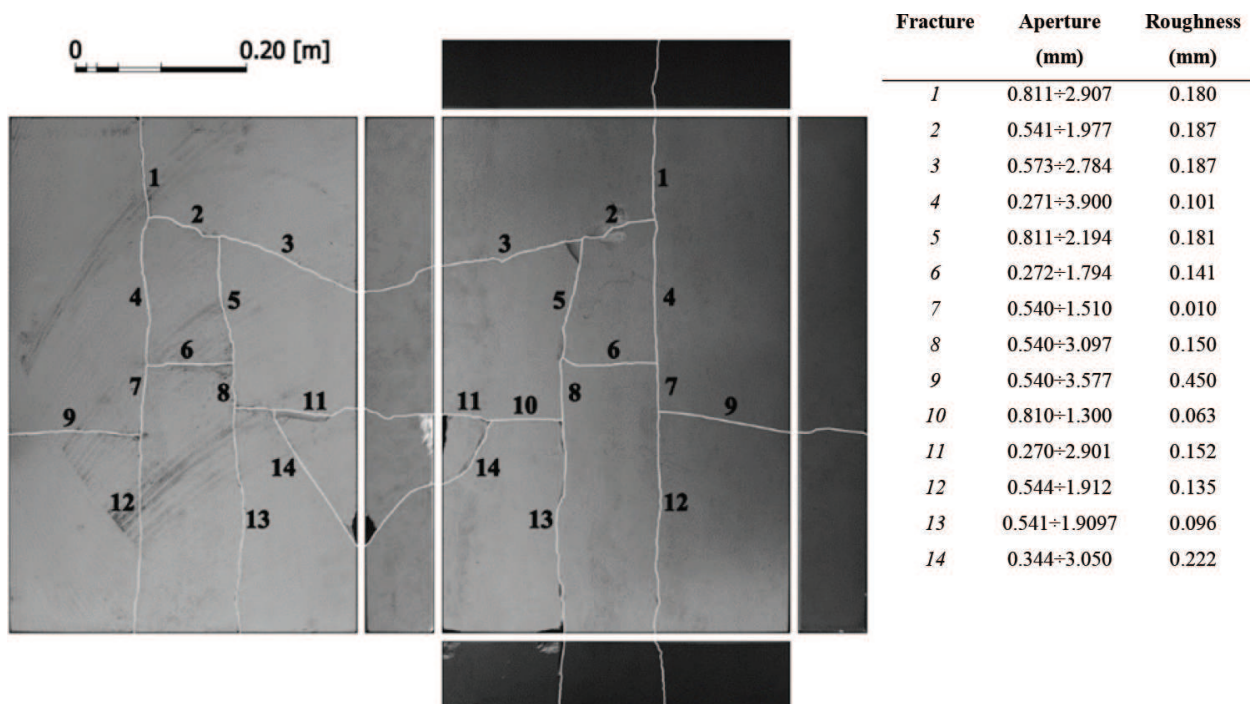 0 0.20 [m]
1 1
2 2
3 3
4 5 5 4
6 6
7 8 8 7
9 11 11 10 9
14 14
12 13 13 12
Fracture Aperture Roughness
(mm) (mm)
1 0.811÷2.907 0.180
2 0.541÷1.977 0.187
3 0.573÷2.784 0.187
4 0.271÷3.900 0.101
5 0.811÷2.194 0.181
6 0.272÷1.794 0.141
7 0.540÷1.510 0.010
8 0.540÷3.097 0.150
9 0.540÷3.577 0.450
10 0.810÷1.300 0.063
11 0.270÷2.901 0.152
12 0.544÷1.912 0.135
13 0.541÷1.9097 0.096
14 0.344÷3.050 0.222